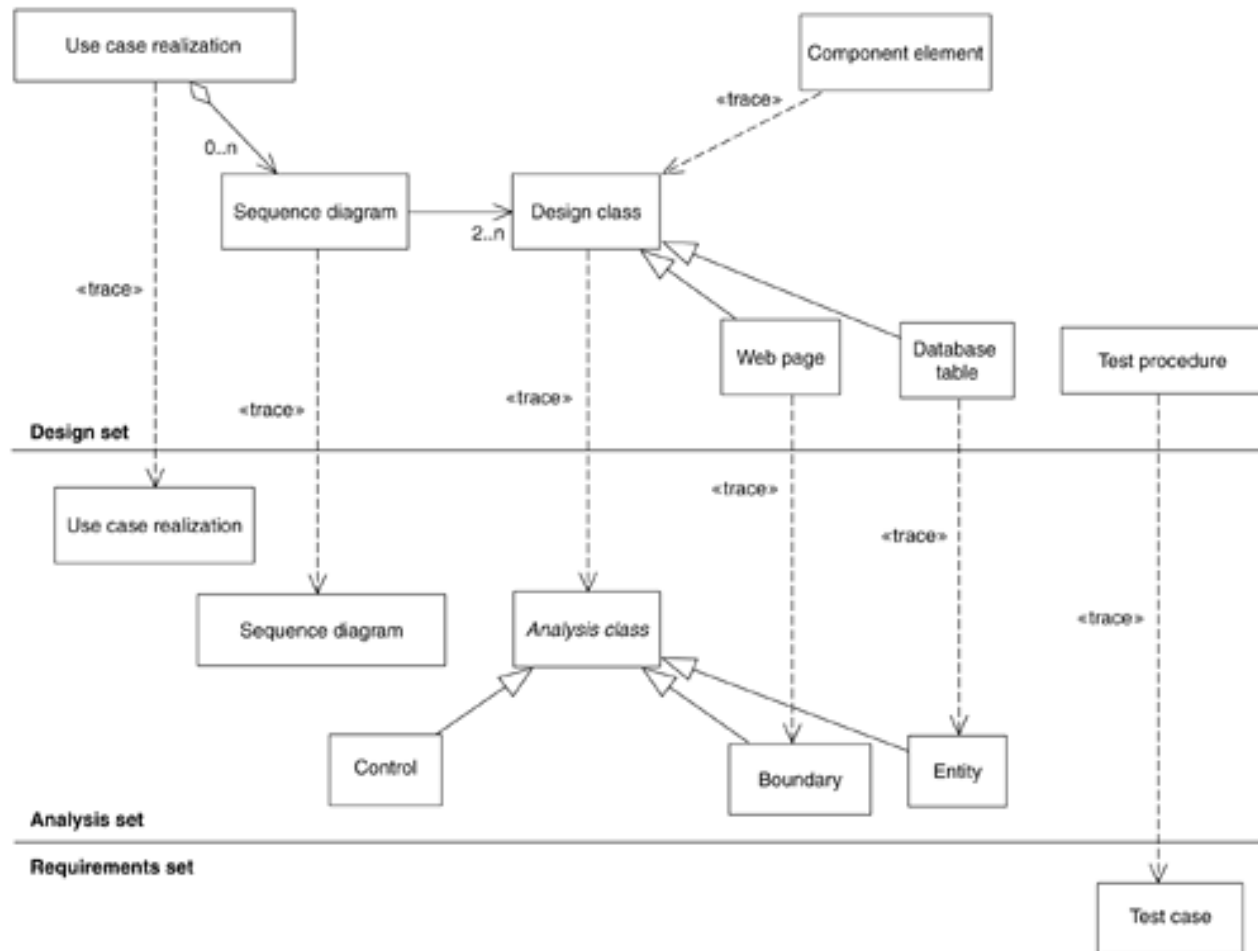 Use case realization
Component element
«trace»
0..n
Sequence diagram
Design class
2..n
«trace»
Web page
Database
table
Test procedure
«trace»
«trace»
Design set
«trace»
Use case realization
«trace»
«trace»
Sequence diagram
Analysis class
Control
Boundary
Entity
Analysis set
Requirements set
Test case